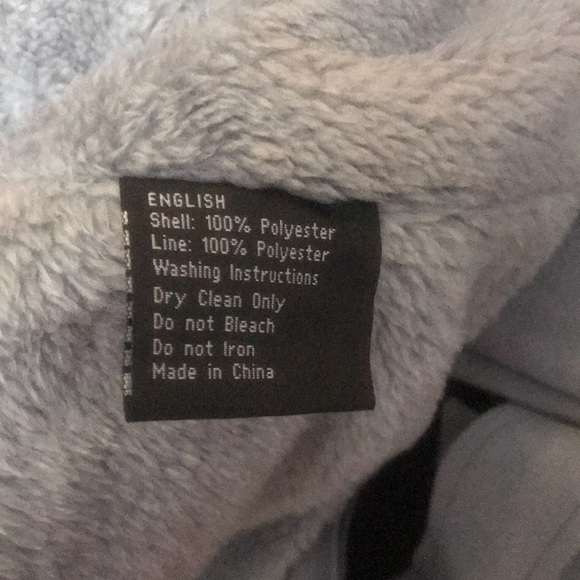 ENGLISH
Shell: 100% Polyester
Line: 100% Polyester
Washing Instructions
Dry Clean Only
Do not Bleach
Do not Iron
Made in China